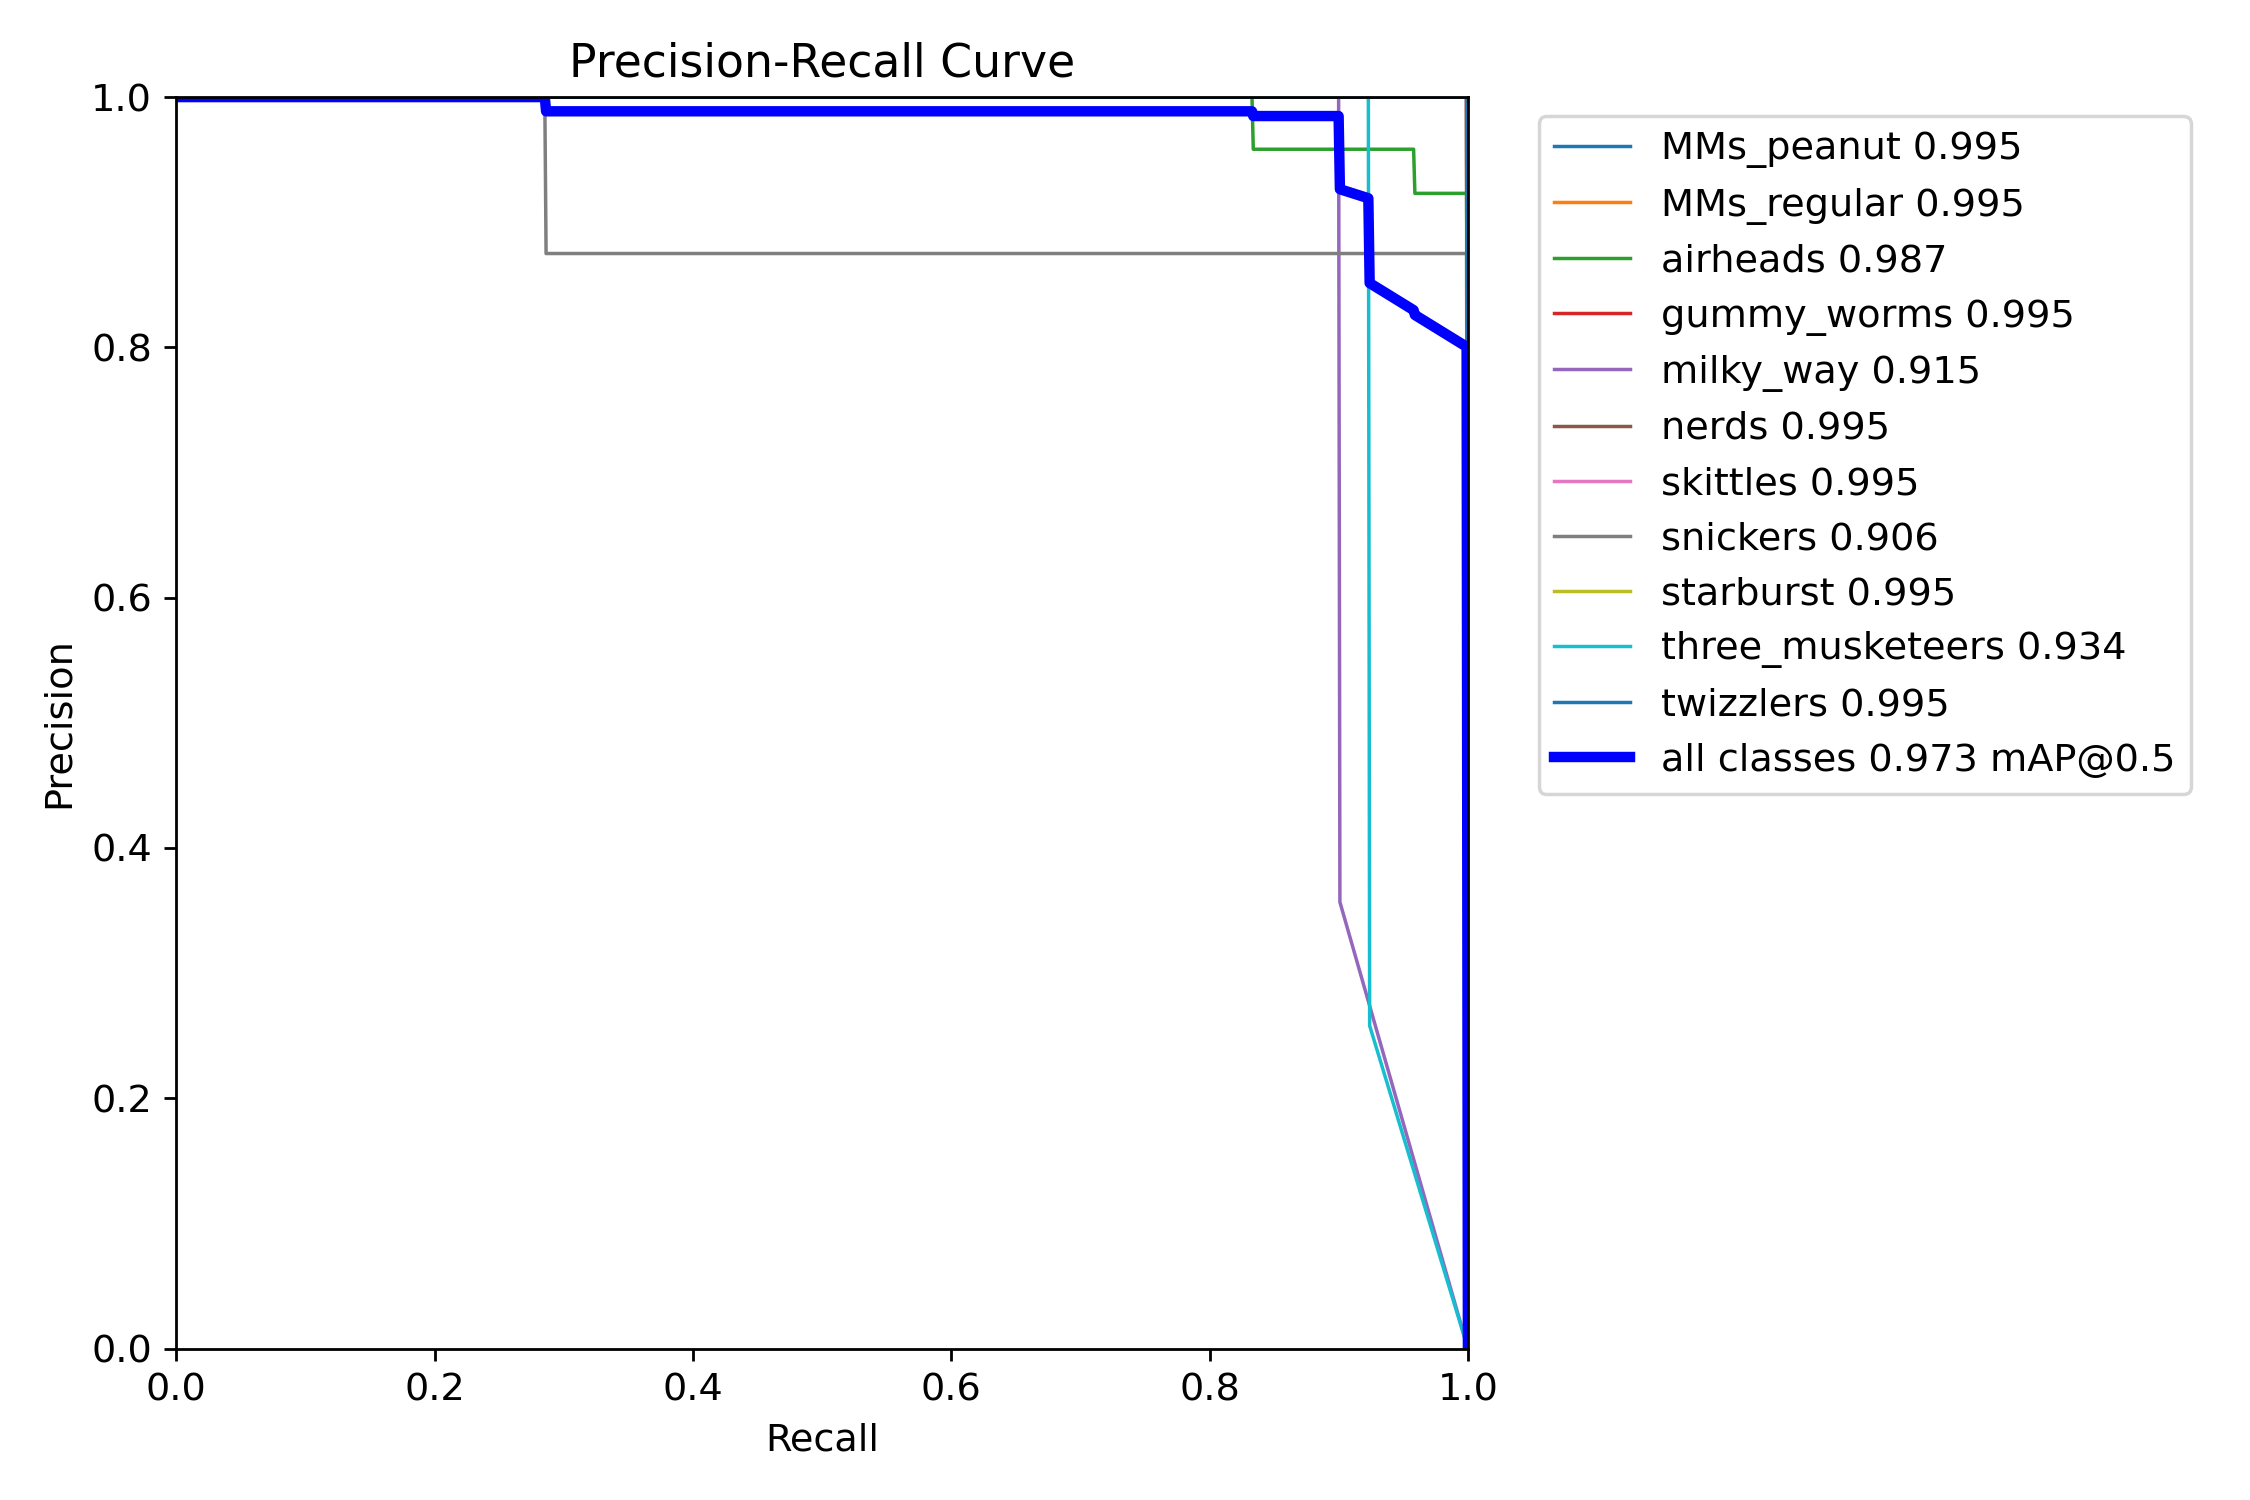 Precision-Recall Curve
1.0
0.8
0.6
0.4
0.2
0.0
Precision
0.0 0.2 0.4 0.6 0.8 1.0
Recall
MMs_peanut 0.995
MMs_regular 0.995
airheads 0.987
gummy_worms 0.995
milky_way 0.915
nerds 0.995
skittles 0.995
snickers 0.906
starburst 0.995
three_musketeers 0.934
twizzlers 0.995
all classes 0.973 mAP@0.5